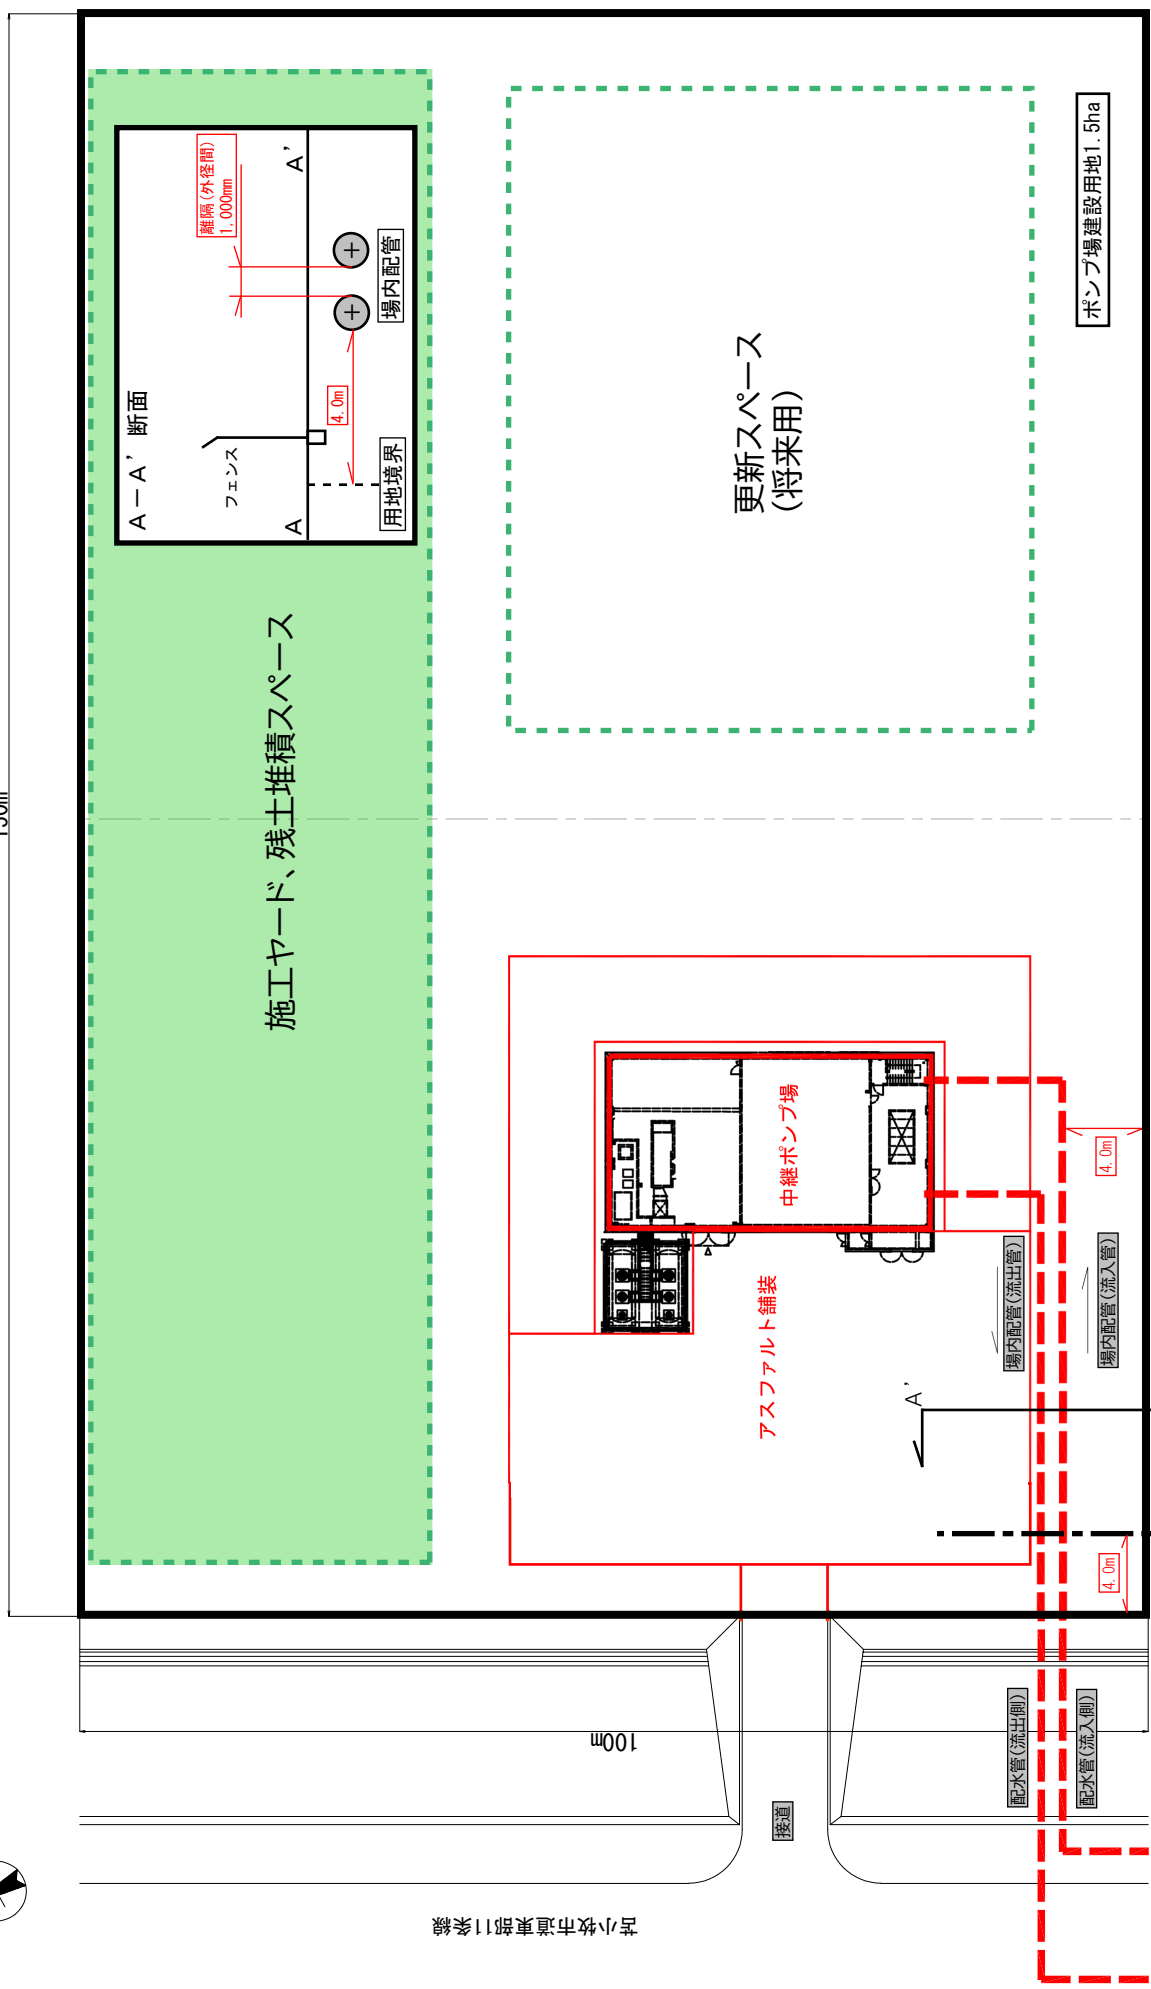 150m
A－A’ 断面
離隔(外径間)
1,000mm
A’
場内配管
4.0m
フェンス
A
用地境界
施工ヤード、残土堆積スペース
更新スペース
(将来用)
ポンプ場建設用地1.5ha
中継ポンプ場
アスファルト舗装
場内配管(流出管)
場内配管(流入管)
4.0m
A’
4.0m
100m
配水管(流出側)
配水管(流入側)
接道
苫小牧市道東部11条線